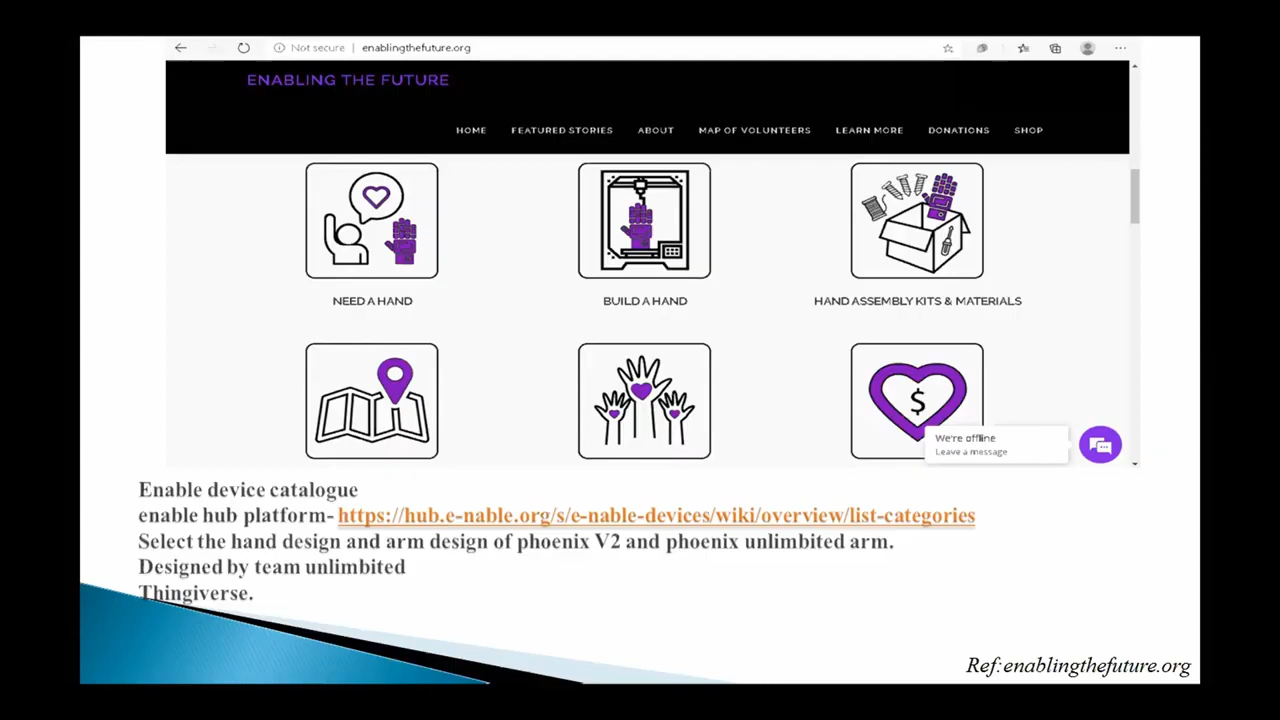 Not secure | enablingthefuture.org
ENABLING THE FUTURE
HOME FEATURED STORIES ABOUT MAP OF VOLUNTEERS LEARN MORE DONATIONS SHOP
NEED A HAND BUILD A HAND HAND ASSEMBLY KITS & MATERIALS
$
We're offline
Leave a message
Enable device catalogue
enable hub platform- https://hub.e-nable.org/s/e-nable-devices/wiki/overview/list-categories
Select the hand design and arm design of phoenix V2 and phoenix unlimbited arm.
Designed by team unlimbited
Thingiverse.
Ref:enablingthefuture.org